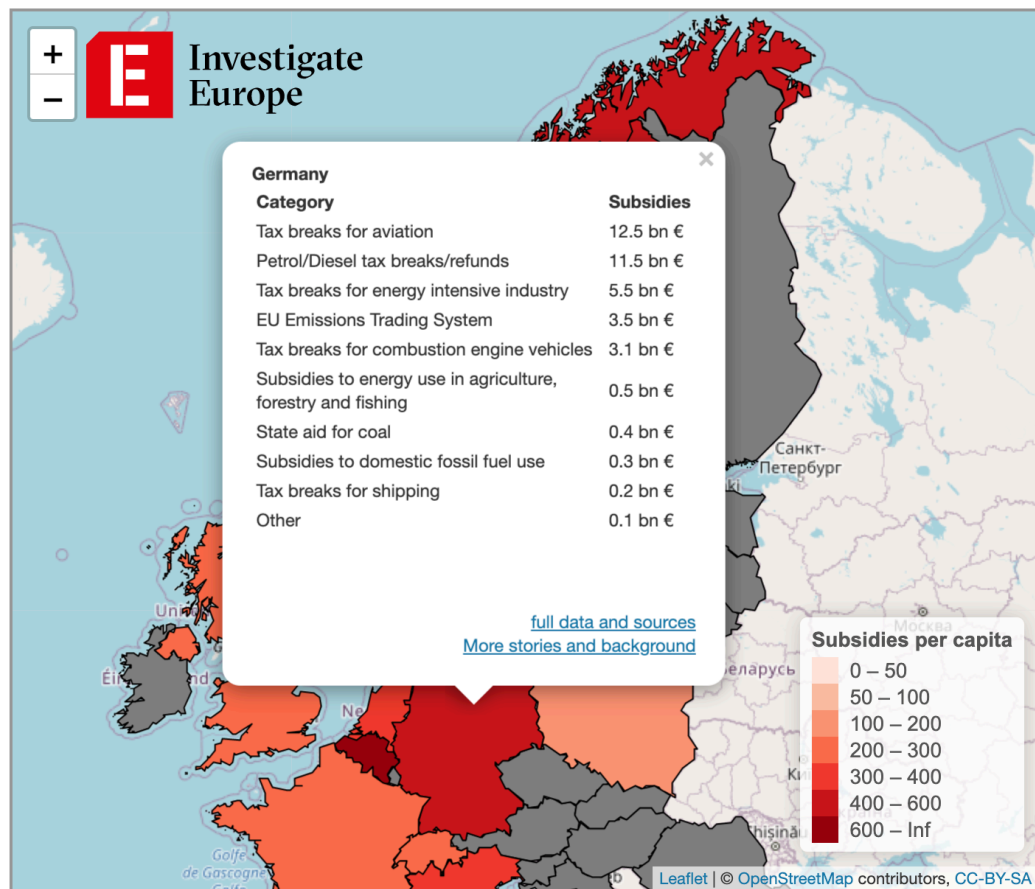 +
−
E
Investigate
Europe
×
Germany
Category Subsidies
Tax breaks for aviation 12.5 bn €
Petrol/Diesel tax breaks/refunds 11.5 bn €
Tax breaks for energy intensive industry 5.5 bn €
EU Emissions Trading System 3.5 bn €
Tax breaks for combustion engine vehicles 3.1 bn €
Subsidies to energy use in agriculture,
forestry and fishing 0.5 bn €
State aid for coal 0.4 bn €
Subsidies to domestic fossil fuel use 0.3 bn €
Tax breaks for shipping 0.2 bn €
Other 0.1 bn €
full data and sources
More stories and background
Санкт-
Петербург
Москва
Subsidies per capita
0 – 50
50 – 100
100 – 200
200 – 300
300 – 400
400 – 600
600 – Inf
Golfe
de Gascogne
Leaflet | © OpenStreetMap contributors, CC-BY-SA